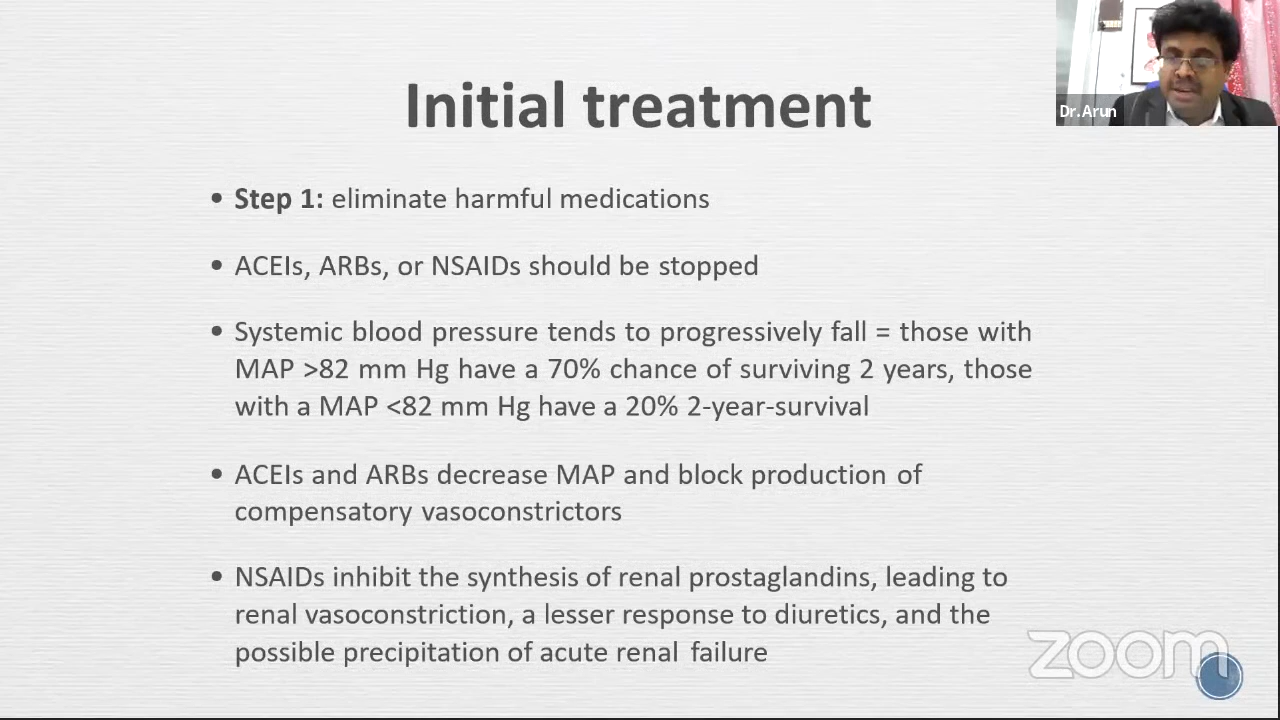 Initial treatment
Dr.Arun
• Step 1: eliminate harmful medications
• ACEIs, ARBs, or NSAIDs should be stopped
• Systemic blood pressure tends to progressively fall = those with
MAP >82 mm Hg have a 70% chance of surviving 2 years, those
with a MAP <82 mm Hg have a 20% 2-year-survival
• ACEIs and ARBs decrease MAP and block production of
compensatory vasoconstrictors
• NSAIDs inhibit the synthesis of renal prostaglandins, leading to
renal vasoconstriction, a lesser response to diuretics, and the
possible precipitation of acute renal failure
zoom